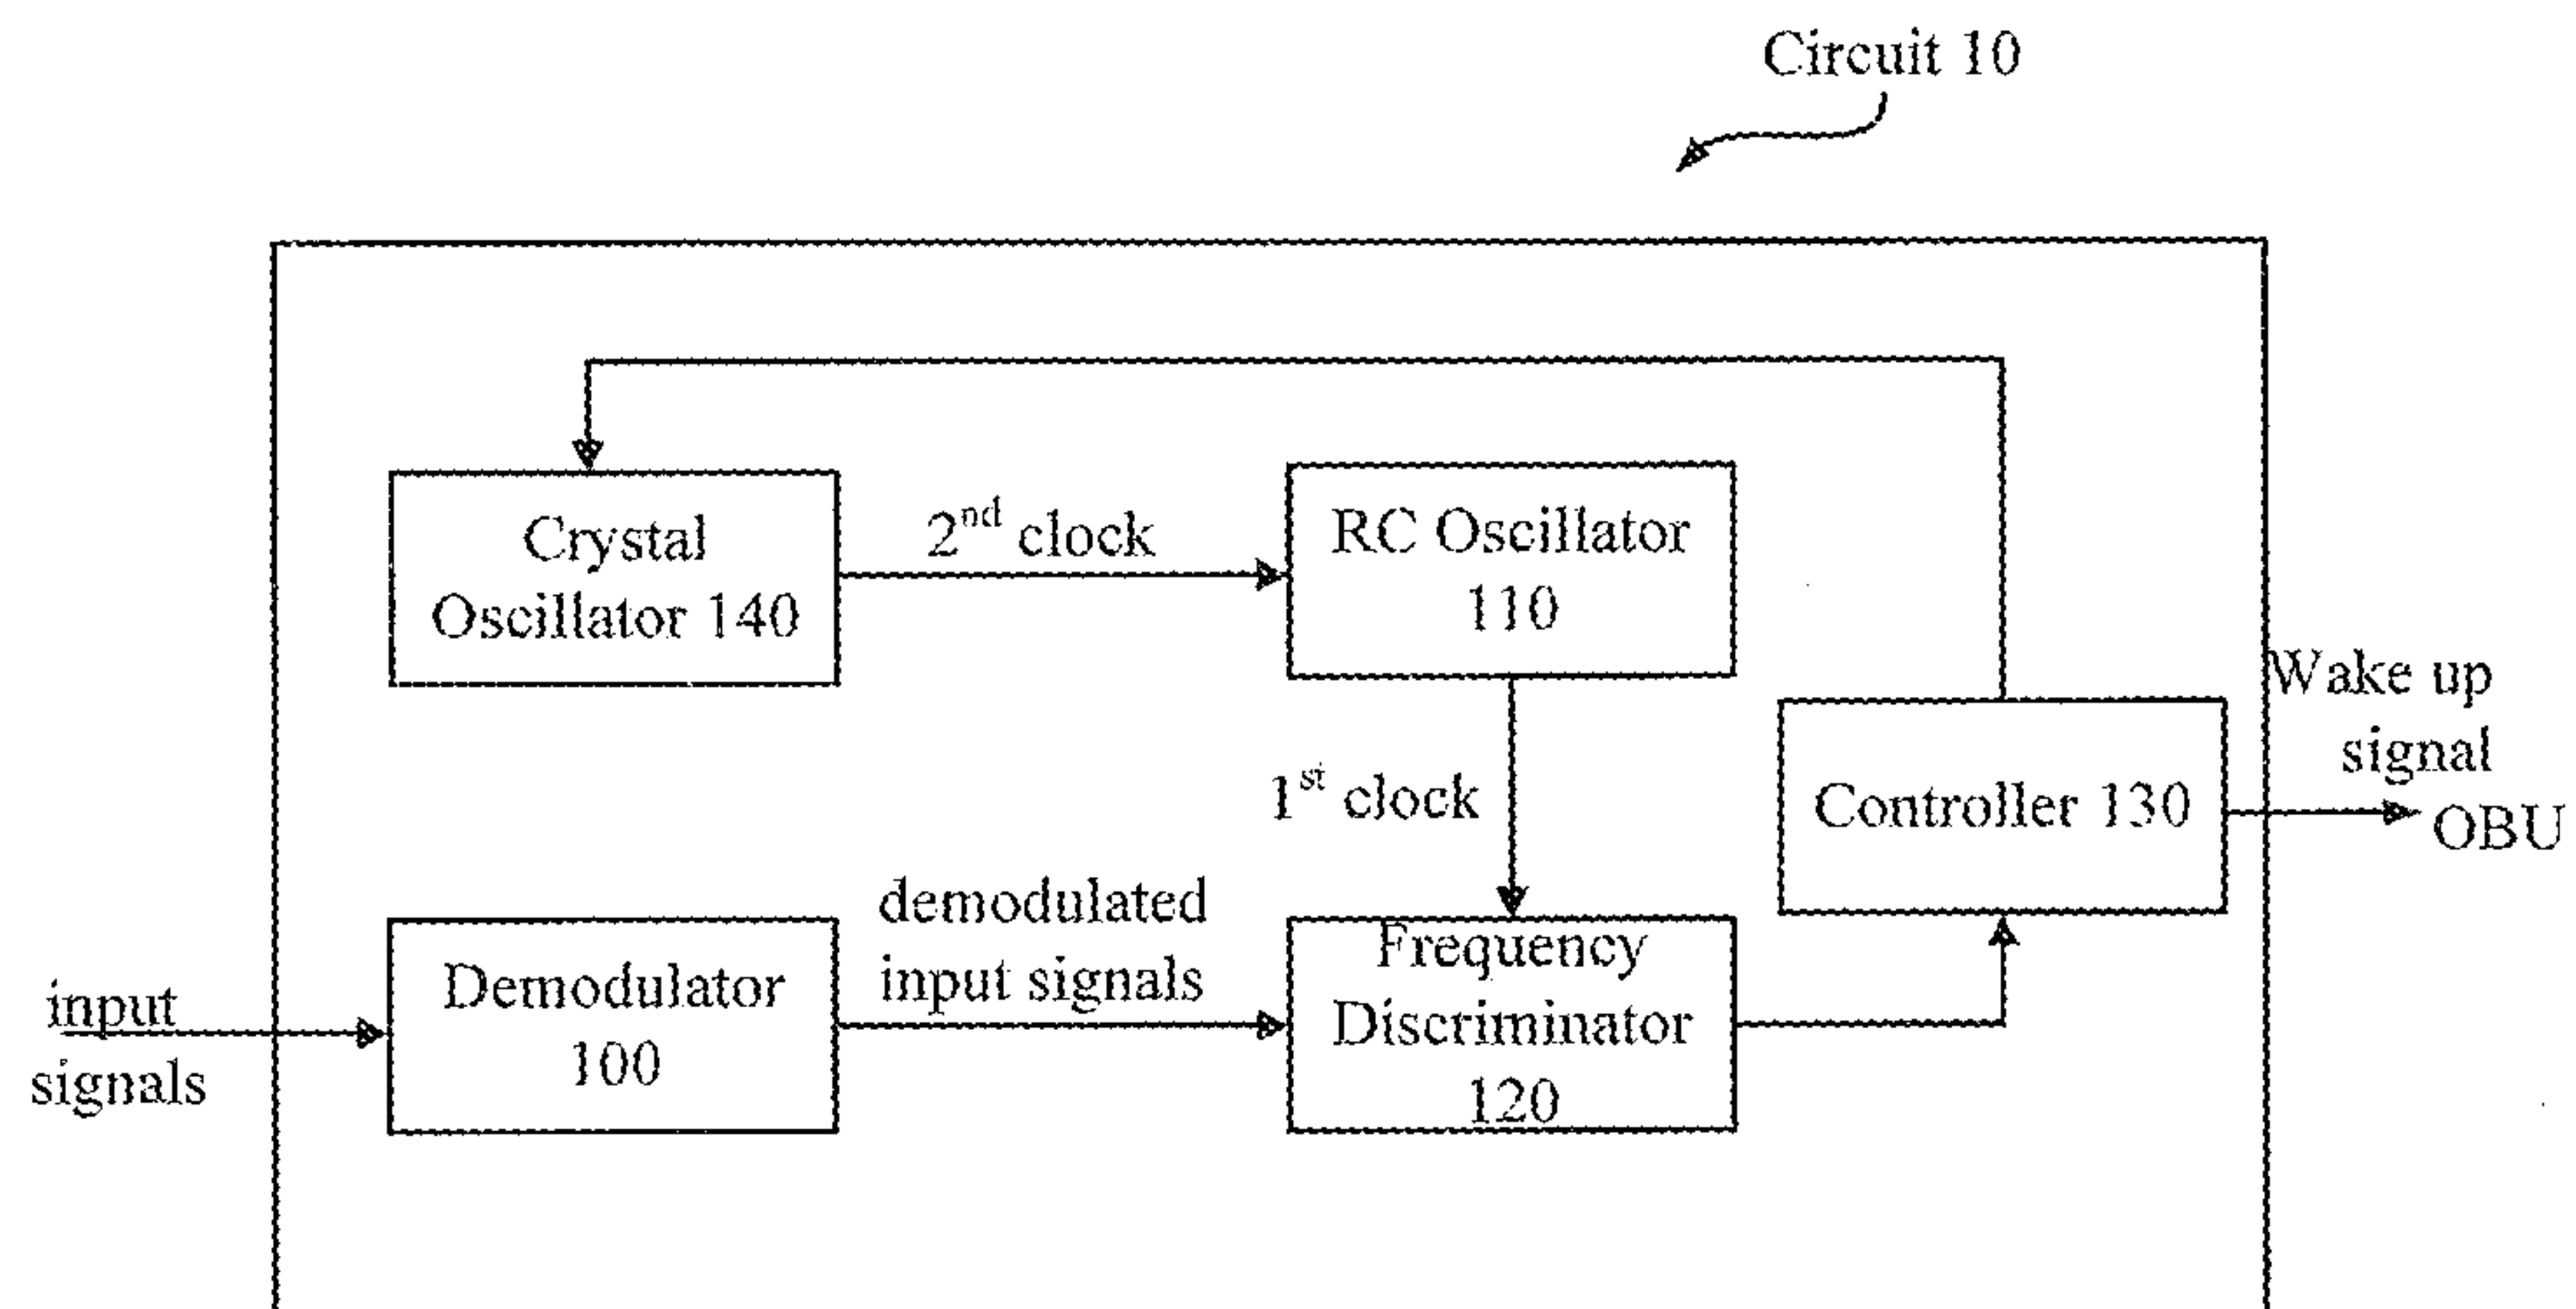 Circuit 10
Crystal
Oscillator 140
2nd clock
RC Oscillator
110
Wake up
signal
OBU
1st clock
Controller 130
demodulated
input signals
input
signals
Demodulator
100
Frequency
Discriminator
120